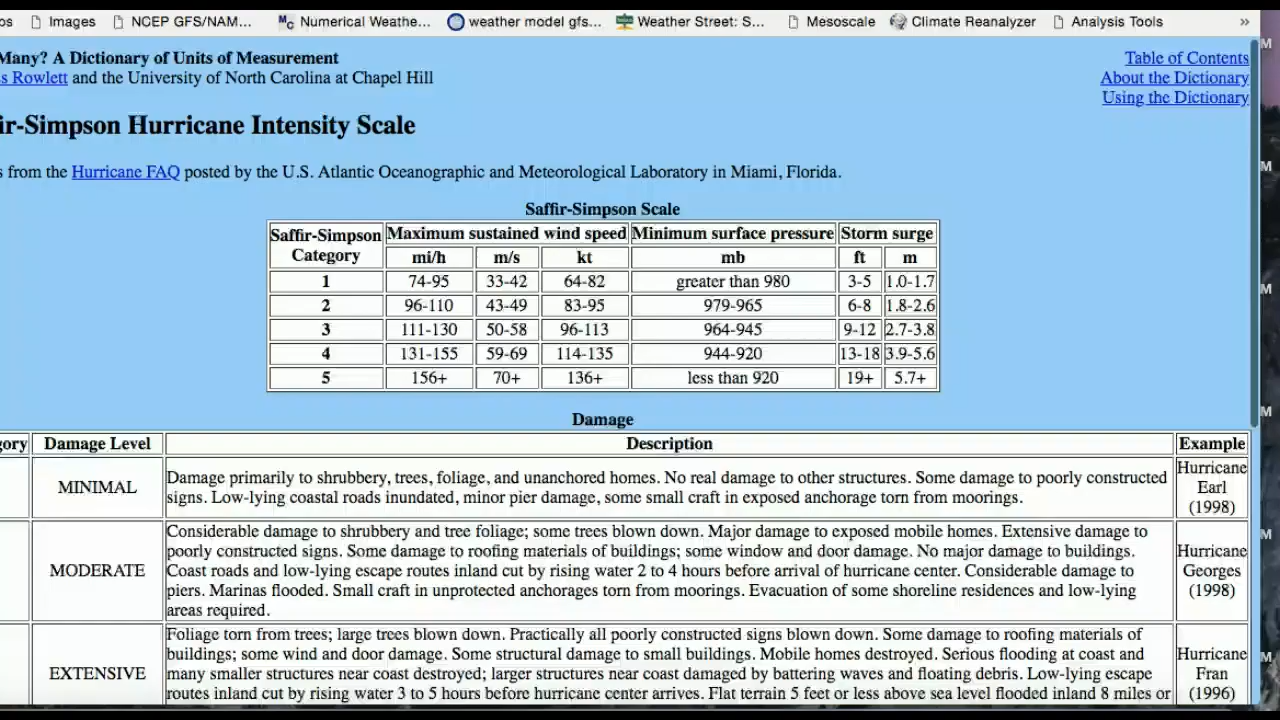 os Images NCEP GFS/NAM... Numerical Weathe... weather model gfs... Weather Street: S... Mesoscale Climate Reanalyzer Analysis Tools »
Many? A Dictionary of Units of Measurement
s Rowlett and the University of North Carolina at Chapel Hill
Table of Contents
About the Dictionary
Using the Dictionary
ir-Simpson Hurricane Intensity Scale
s from the Hurricane FAQ posted by the U.S. Atlantic Oceanographic and Meteorological Laboratory in Miami, Florida.
Saffir-Simpson Scale
Saffir-Simpson Category Maximum sustained wind speed Minimum surface pressure Storm surge
mi/h m/s kt mb ft m
1 74-95 33-42 64-82 greater than 980 3-5 1.0-1.7
2 96-110 43-49 83-95 979-965 6-8 1.8-2.6
3 111-130 50-58 96-113 964-945 9-12 2.7-3.8
4 131-155 59-69 114-135 944-920 13-18 3.9-5.6
5 156+ 70+ 136+ less than 920 19+ 5.7+
Damage
gory Damage Level Description Example
MINIMAL
Damage primarily to shrubbery, trees, foliage, and unanchored homes. No real damage to other structures. Some damage to poorly constructed
signs. Low-lying coastal roads inundated, minor pier damage, some small craft in exposed anchorage torn from moorings.
Hurricane
Earl
(1998)
MODERATE
Considerable damage to shrubbery and tree foliage; some trees blown down. Major damage to exposed mobile homes. Extensive damage to
poorly constructed signs. Some damage to roofing materials of buildings; some window and door damage. No major damage to buildings.
Coast roads and low-lying escape routes inland cut by rising water 2 to 4 hours before arrival of hurricane center. Considerable damage to
piers. Marinas flooded. Small craft in unprotected anchorages torn from moorings. Evacuation of some shoreline residences and low-lying
areas required.
Hurricane
Georges
(1998)
EXTENSIVE
Foliage torn from trees; large trees blown down. Practically all poorly constructed signs blown down. Some damage to roofing materials of
buildings; some wind and door damage. Some structural damage to small buildings. Mobile homes destroyed. Serious flooding at coast and
many smaller structures near coast destroyed; larger structures near coast damaged by battering waves and floating debris. Low-lying escape
routes inland cut by rising water 3 to 5 hours before hurricane center arrives. Flat terrain 5 feet or less above sea level flooded inland 8 miles or
Hurricane
Fran
(1996)
M
M
M
M
M
M